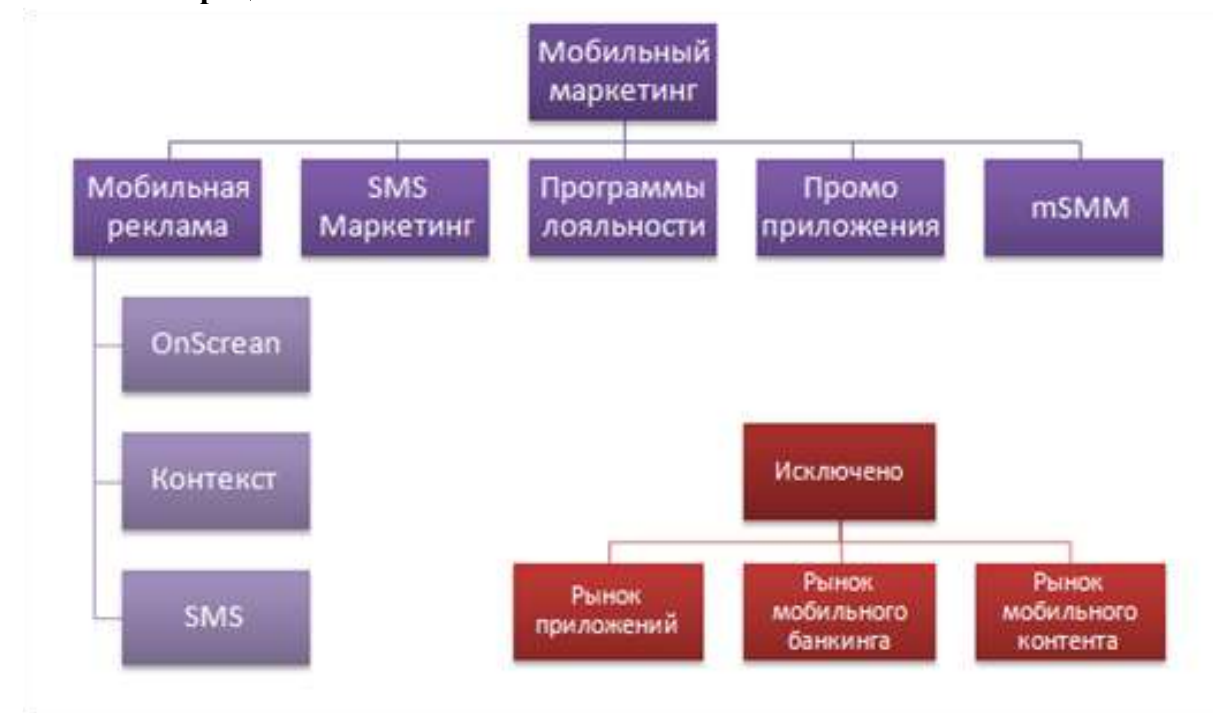 Мобильный
маркетинг
Мобильная
реклама
SMS
Маркетинг
Программы
лояльности
Промо
приложения
mSMM
OnScrean
Контекст
SMS
Исключено
Рынок
приложений
Рынок
мобильного
банкинга
Рынок
мобильного
контента